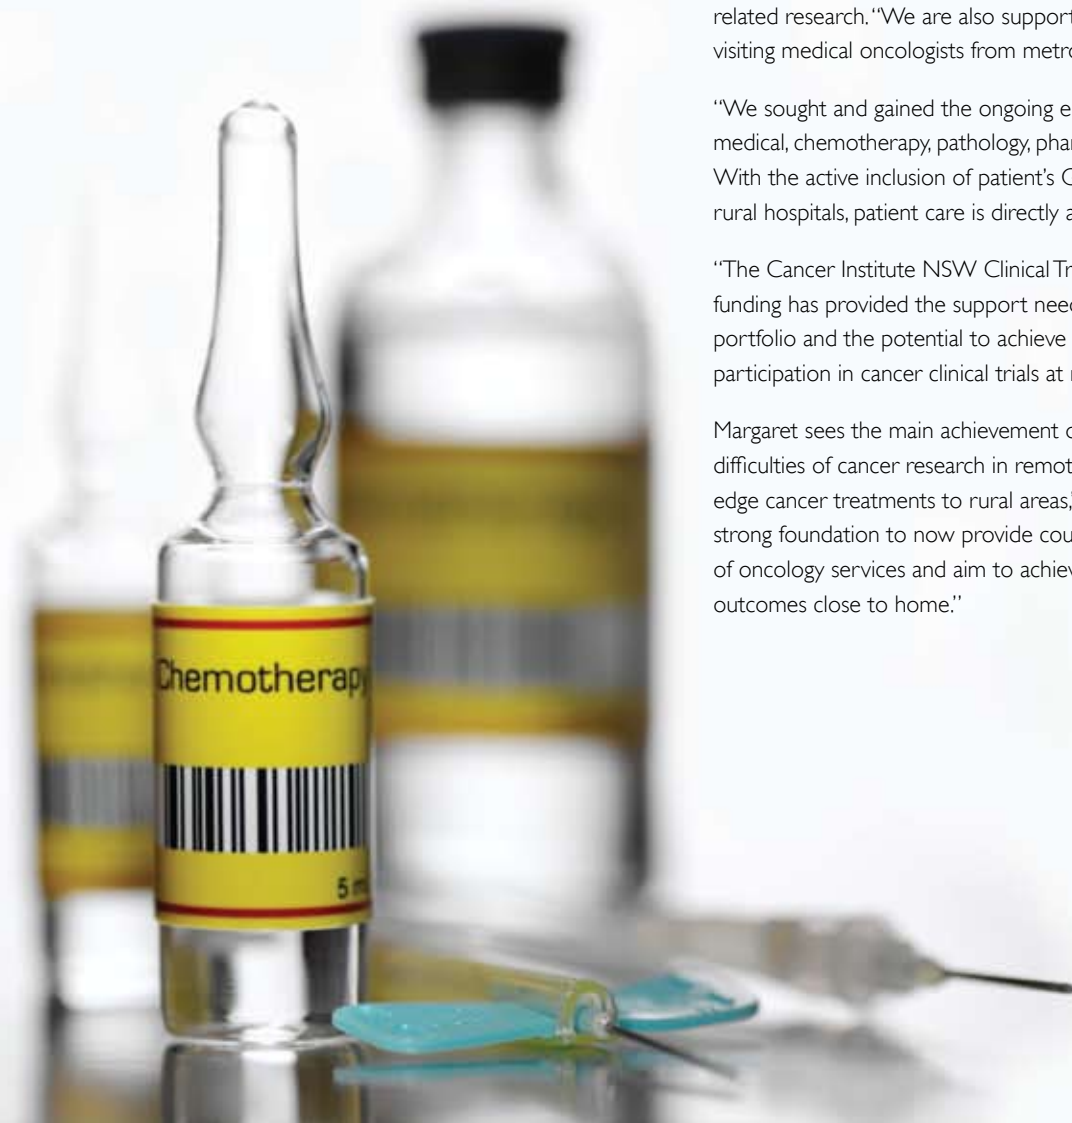 related research. “We are also support
visiting medical oncologists from metro
“We sought and gained the ongoing e
medical, chemotherapy, pathology, phar
With the active inclusion of patient’s
rural hospitals, patient care is directly a
“The Cancer Institute NSW Clinical Tr
funding has provided the support need
portfolio and the potential to achieve
participation in cancer clinical trials at
Margaret sees the main achievement
difficulties of cancer research in remot
edge cancer treatments to rural areas,
strong foundation to now provide cou
of oncology services and aim to achiev
outcomes close to home.”
Chemotherapy
5 m